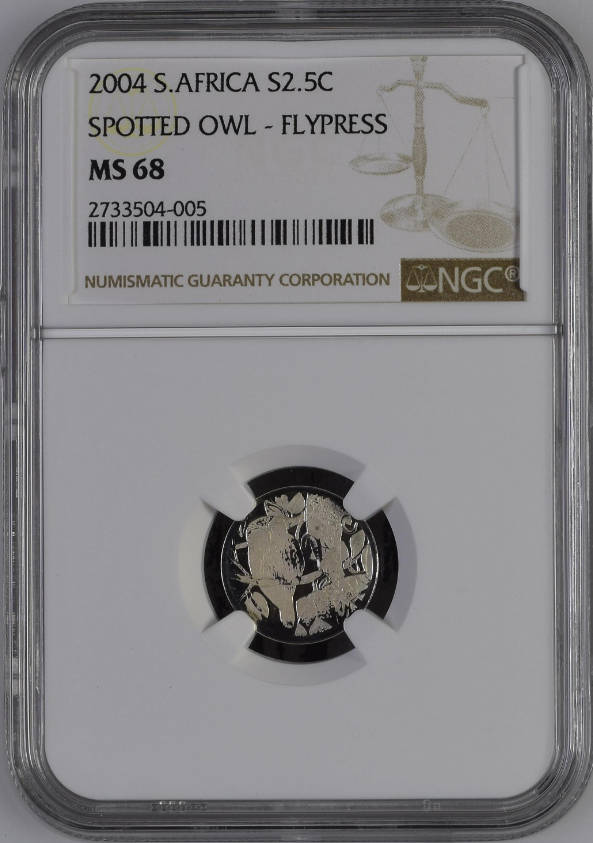 2004 S.AFRICA S2.5C
SPOTTED OWL - FLYPRESS
MS 68
2733504-005
NUMISMATIC GUARANTY CORPORATION
NGC®